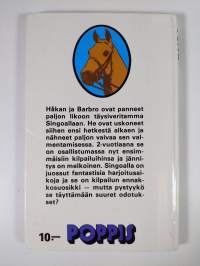 Håkan ja Barbro ovat panneet
paljon likoon täysiveritamma
Singoallaan. He ovat uskoneet
siihen ensi hetkestä alkaen ja
nähneet paljon vaivaa sen val-
mentamisessa. 2-vuotiaana se
on osallistumassa nyt ensim-
mäisiin kilpailuihinsa ja jänni-
tys on melkoinen. Singoalla on
juossut fantastisia harjoitusai-
koja ja se on kilpailun ennak-
kosuosikki — mutta pystyykö
se täyttämään suuret odotuk-
set?
10:-
POPPIS